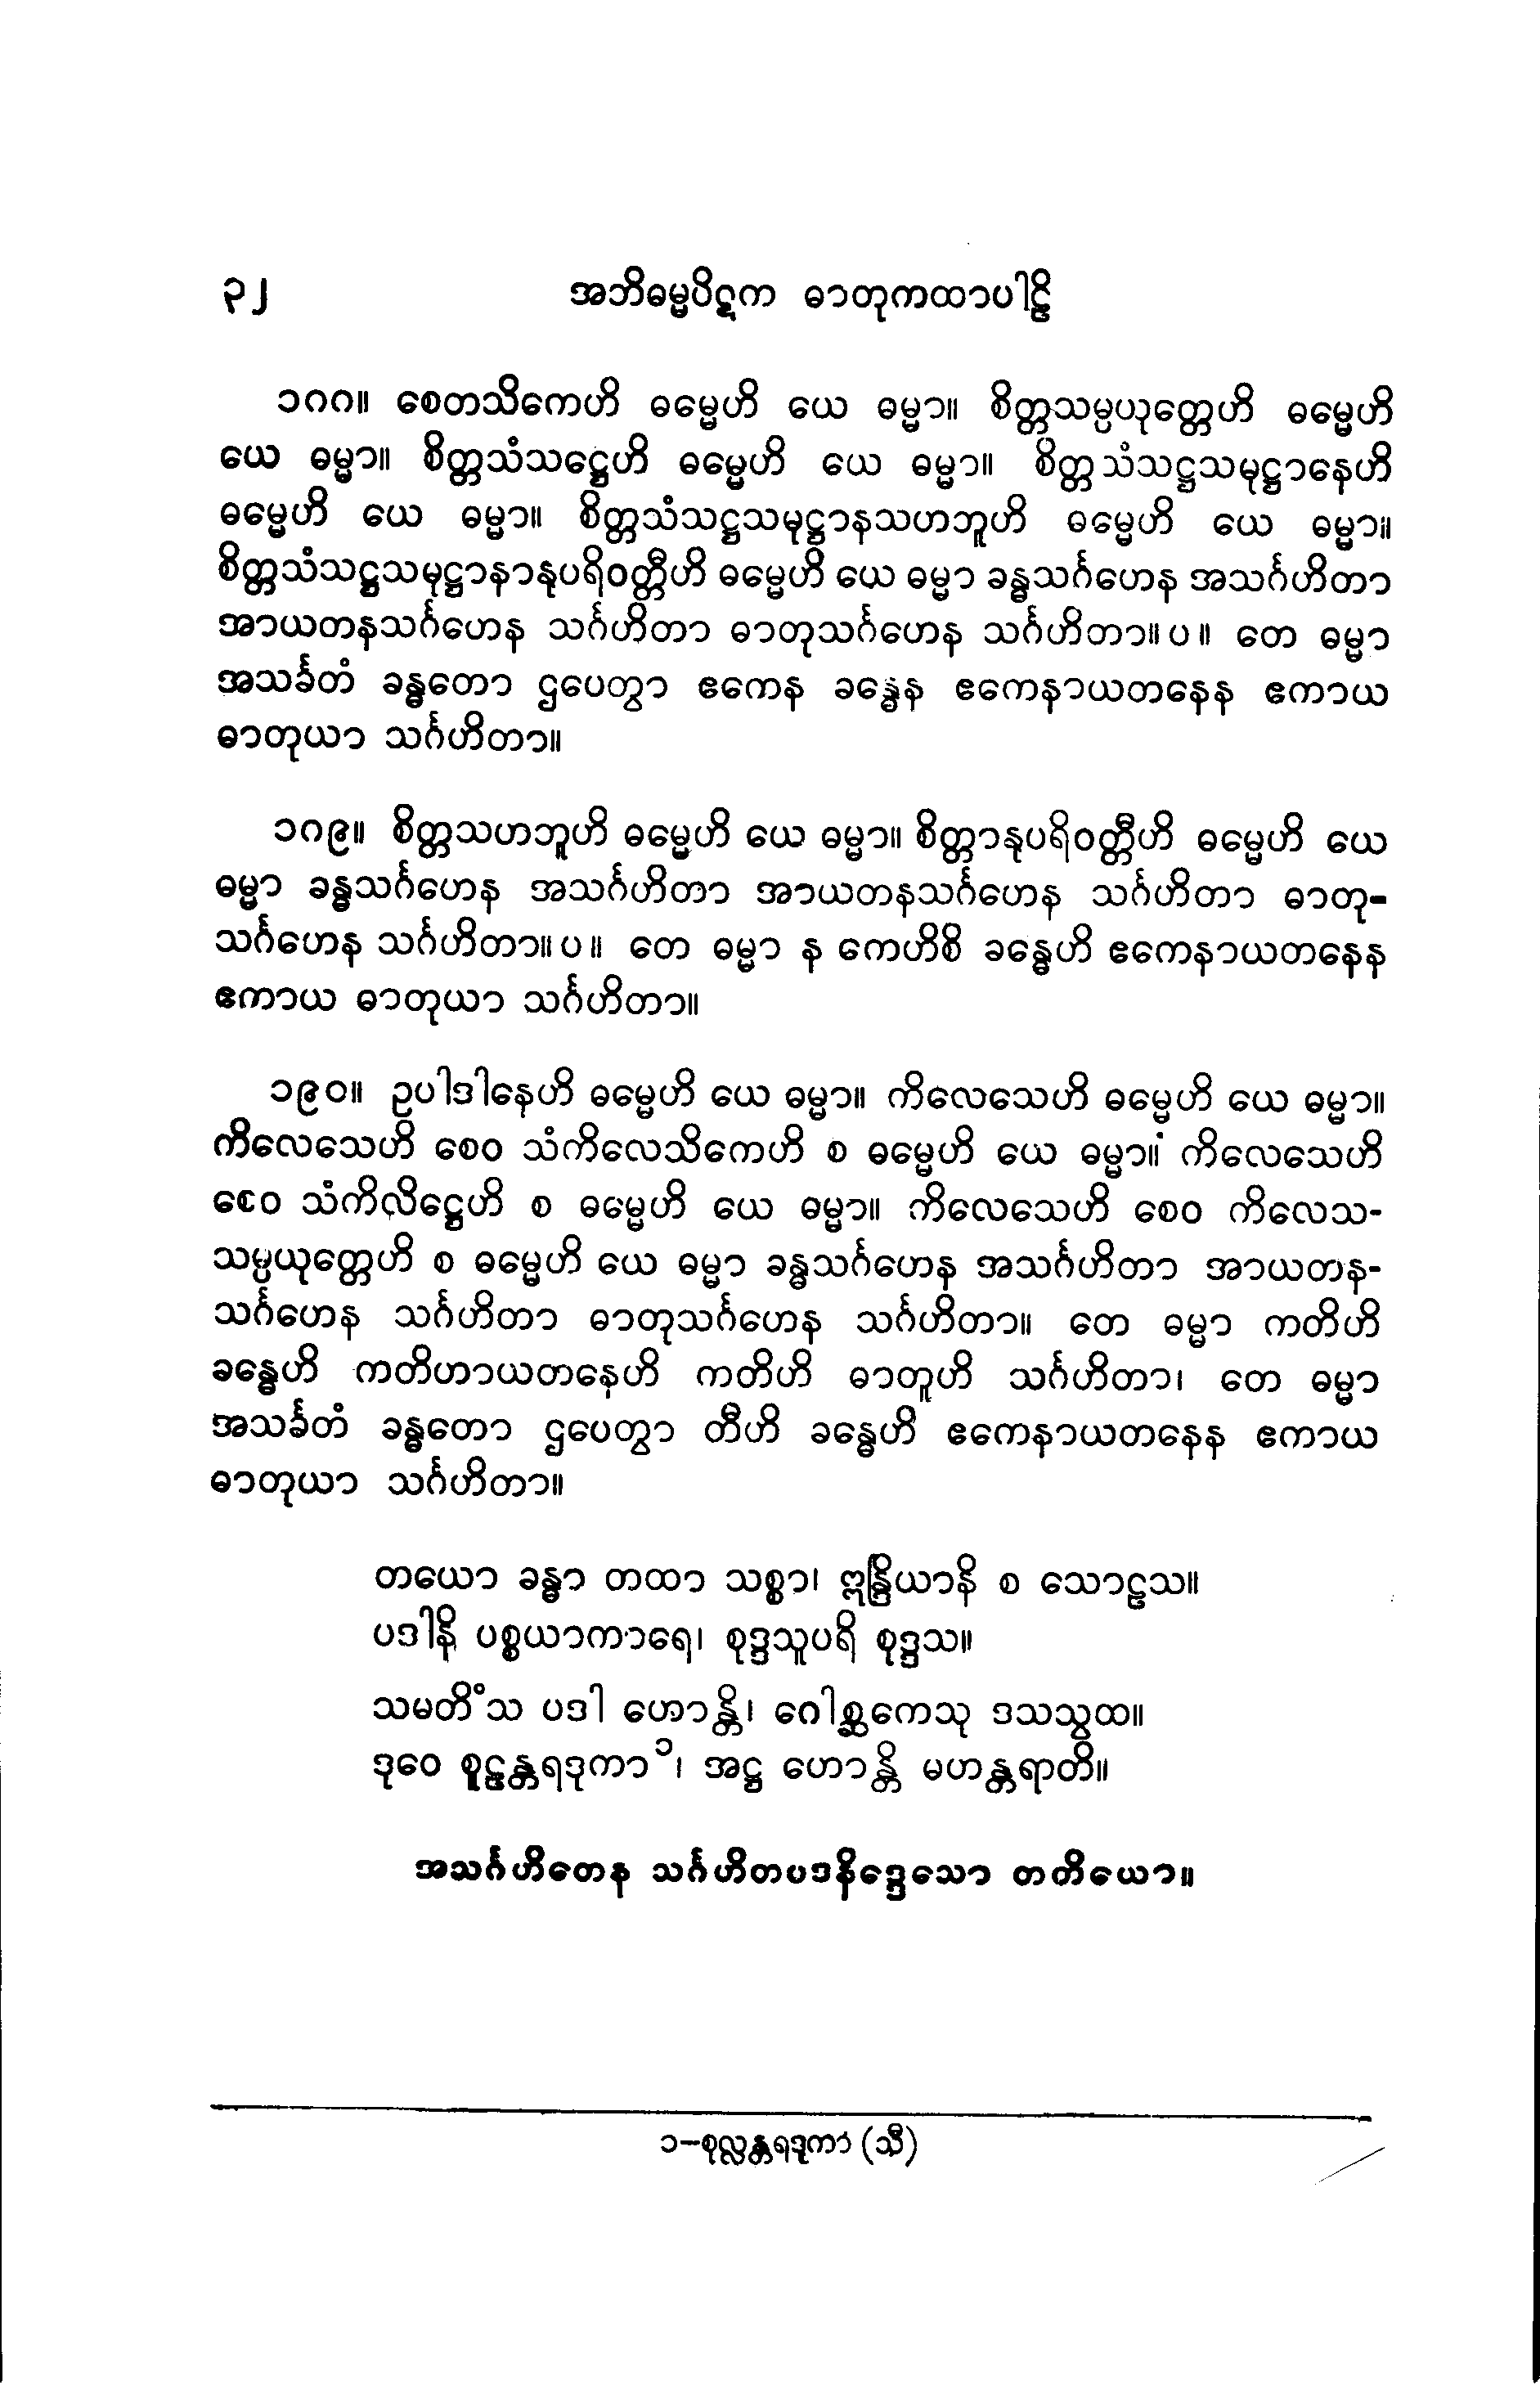 ၃၂ အဘိဓမ္မပိဋက ဓာတုကထာပါဠိ
၁၈၈။ စေတသိကေဟိ ဓမ္မေဟိ ယေ ဓမ္မာ။ စိတ္တသမ္ပယုတ္တေဟိ ဓမ္မေဟိ
ယေ ဓမ္မာ။ စိတ္တသံသဋ္ဌေဟိ ဓမ္မေဟိ ယေ ဓမ္မာ။ စိတ္တသံသဋ္ဌသမုဋ္ဌာနေဟိ
ဓမ္မေဟိ ယေ ဓမ္မာ။ စိတ္တသံသဋ္ဌသမုဋ္ဌာနသဟဘူဟိ ဓမ္မေဟိ ယေ ဓမ္မာ။
စိတ္တသံသဋ္ဌသမုဋ္ဌာနာနုပရိဝတ္တီဟိ ဓမ္မေဟိ ယေ ဓမ္မာ ခန္ဓသင်္ဂဟေန အသင်္ဂဟိတာ
အာယတနသင်္ဂဟေန သင်္ဂဟိတာ ဓာတုသင်္ဂဟေန သင်္ဂဟိတာ။ ပ ။ တေ ဓမ္မာ
အသင်္ခတံ ခန္ဓတော ဌပေတွာ ဧကေန ခန္ဓေန ဧကေနာယတနေန ဧကာယ
ဓာတုယာ သင်္ဂဟိတာ။
၁၈၉။ စိတ္တသဟဘူဟိ ဓမ္မေဟိ ယေ ဓမ္မာ။ စိတ္တာနုပရိဝတ္တီဟိ ဓမ္မေဟိ ယေ
ဓမ္မာ ခန္ဓသင်္ဂဟေန အသင်္ဂဟိတာ အာယတနသင်္ဂဟေန သင်္ဂဟိတာ ဓာတု-
သင်္ဂဟေန သင်္ဂဟိတာ။ ပ ။ တေ ဓမ္မာ န ကေဟိစိ ခန္ဓေဟိ ဧကေနာယတနေန
ဧကာယ ဓာတုယာ သင်္ဂဟိတာ။
၁၉၀။ ဥပါဒါနေဟိ ဓမ္မေဟိ ယေ ဓမ္မာ။ ကိလေသေဟိ ဓမ္မေဟိ ယေ ဓမ္မာ။
ကိလေသေဟိ စေဝ သံကိလေသိကေဟိ စ ဓမ္မေဟိ ယေ ဓမ္မာ။ ကိလေသေဟိ
စေဝ သံကိလိဋ္ဌေဟိ စ ဓမ္မေဟိ ယေ ဓမ္မာ။ ကိလေသေဟိ စေဝ ကိလေသ-
သမ္ပယုတ္တေဟိ စ ဓမ္မေဟိ ယေ ဓမ္မာ ခန္ဓသင်္ဂဟေန အသင်္ဂဟိတာ အာယတန-
သင်္ဂဟေန သင်္ဂဟိတာ ဓာတုသင်္ဂဟေန သင်္ဂဟိတာ။ တေ ဓမ္မာ ကတိဟိ
ခန္ဓေဟိ ကတိဟာယတနေဟိ ကတိဟိ ဓာတူဟိ သင်္ဂဟိတာ၊ တေ ဓမ္မာ
အသင်္ခတံ ခန္ဓတော ဌပေတွာ တီဟိ ခန္ဓေဟိ ဧကေနာယတနေန ဧကာယ
ဓာတုယာ သင်္ဂဟိတာ။
တယော ခန္ဓာ တထာ သစ္စာ၊ ဣန္ဒြိယာနိ စ သောဠသ။
ပဒါနိ ပစ္စယာကာရေ၊ စုဒ္ဒသူပရိ စုဒ္ဒသ။
သမတိံသ ပဒါ ဟောန္တိ၊ ဂေါစ္ဆကေသု ဒသသွထ။
ဒုဝေ စူဠန္တရဒုကာ၁၊ အဋ္ဌ ဟောန္တိ မဟန္တရာတိ။
အသင်္ဂဟိတေန သင်္ဂဟိတပဒနိဒ္ဒေသော တတိယော။
၁-စုလ္လန္တရဒုကာ (သီ)